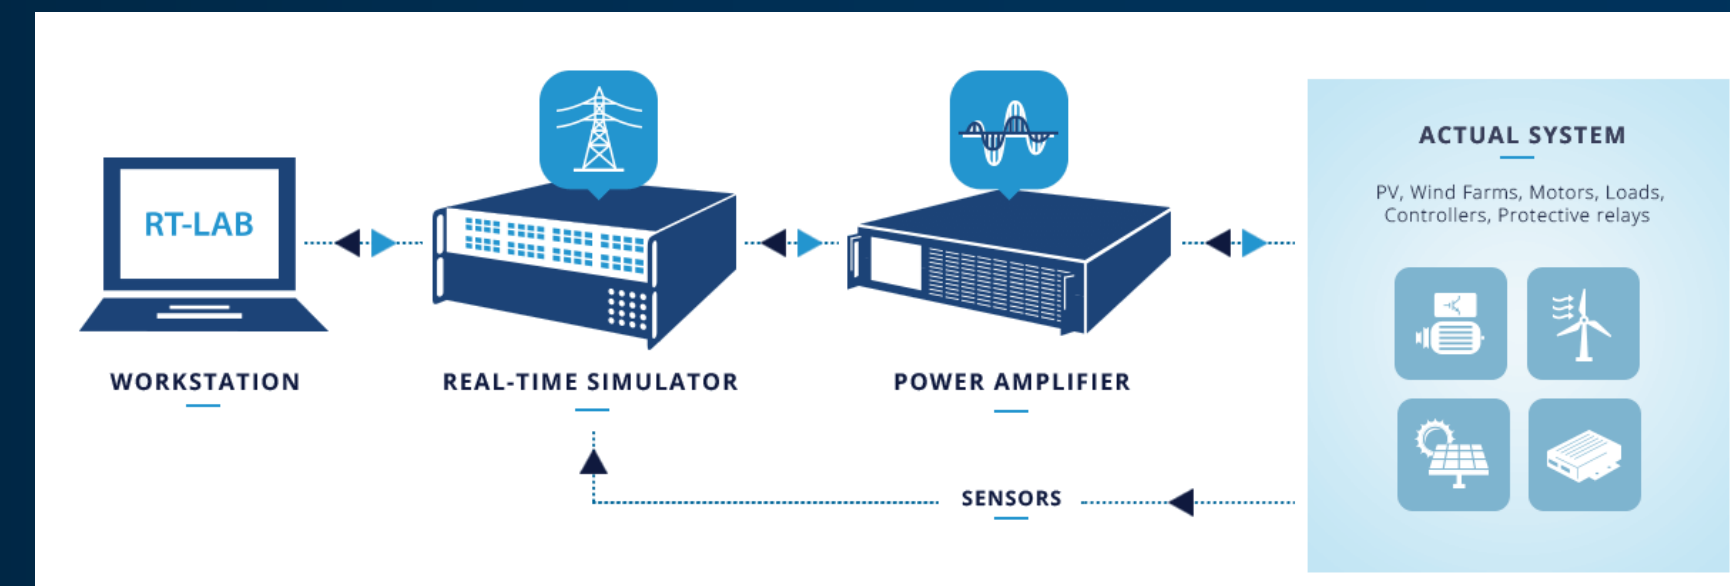 RT-LAB
WORKSTATION
REAL-TIME SIMULATOR
POWER AMPLIFIER
SENSORS
ACTUAL SYSTEM
PV, Wind Farms, Motors, Loads,
Controllers, Protective relays